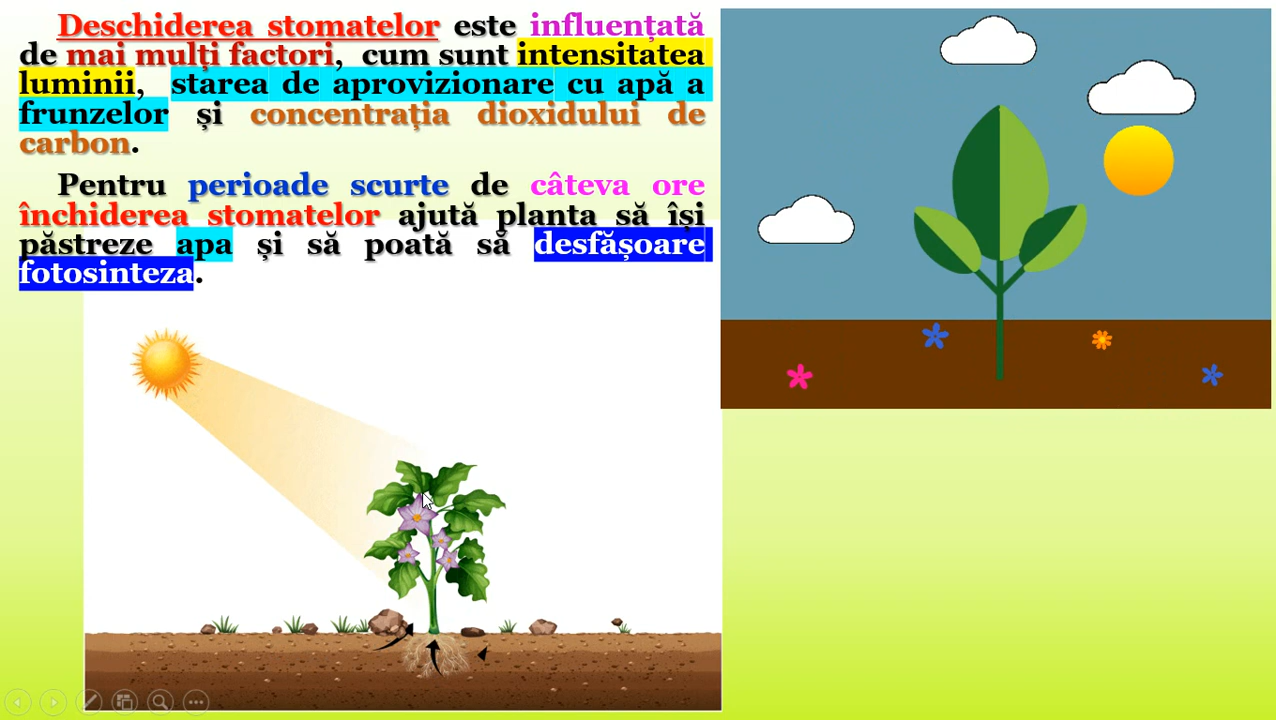 Deschiderea stomatelor este influențată
de mai mulți factori, cum sunt intensitatea
luminii, starea de aprovizionare cu apă a
frunzelor și concentrația dioxidului de
carbon.
Pentru perioade scurte de câteva ore
închiderea stomatelor ajută planta să își
păstreze apa și să poată să desfășoare
fotosinteza.